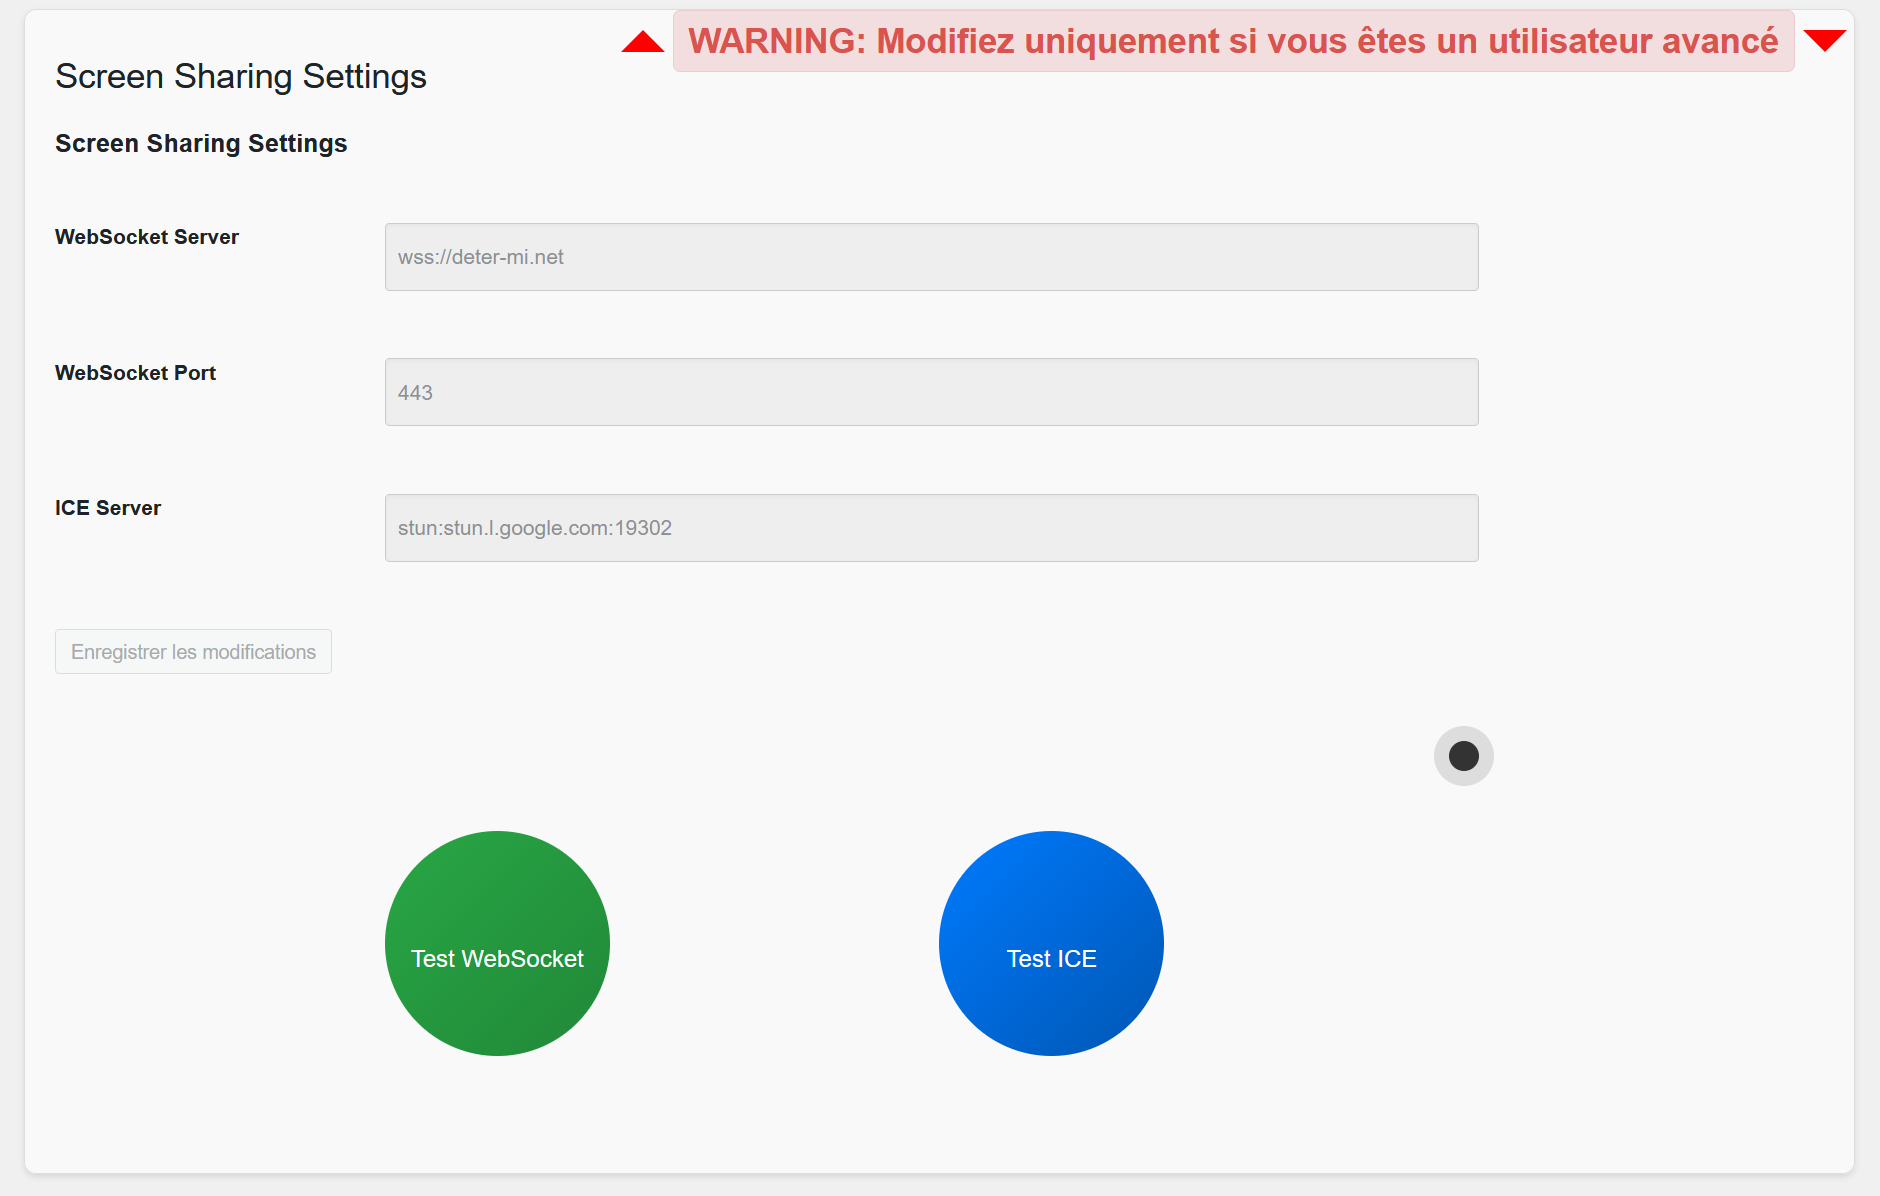 WARNING: Modifiez uniquement si vous êtes un utilisateur avancé
Screen Sharing Settings
Screen Sharing Settings
WebSocket Server
wss://deter-mi.net
WebSocket Port
443
ICE Server
stun:stun.l.google.com:19302
Enregistrer les modifications
Test WebSocket
Test ICE